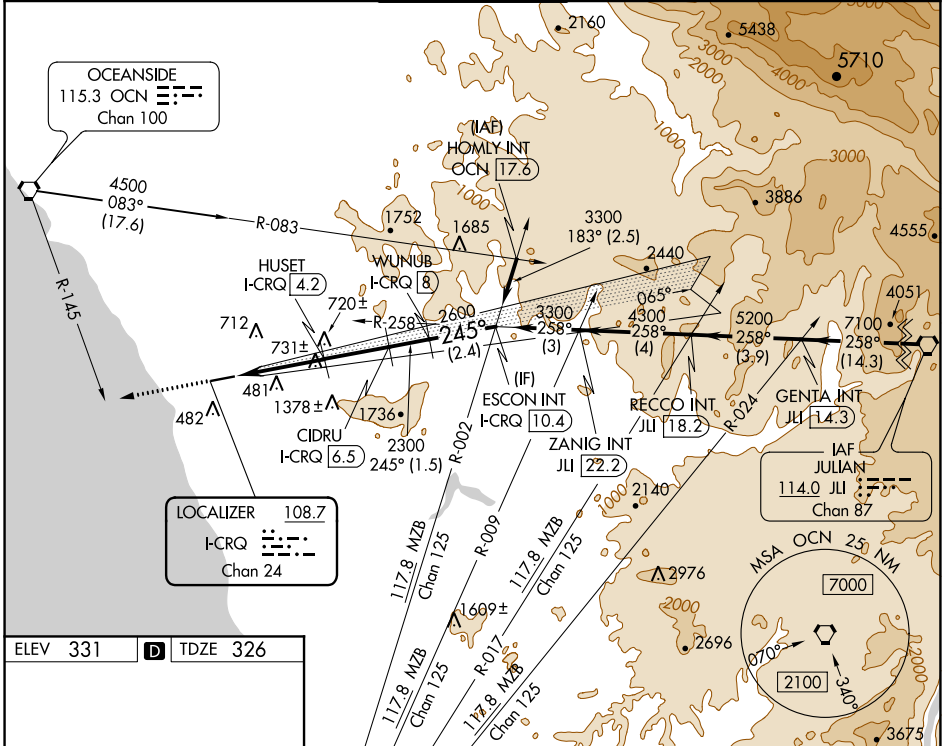 2160
5438
3000
2000
4000
5710
3000
5000
OCEANSIDE
115.3 OCN
Chan 100
1000
(IAF)
HOMLY INT
OCN 17.6
3000
4500
083°
(17.6)
R-083
1000
1752
1685
3300
183° (2.5)
3886
4555
2440
HUSET
I-CRQ 4.2
WUNUB
I-CRQ 8
R-145
720±
R-258
2600
245°
(2.4)
3300
258°
(3)
065°
4300
258°
(4)
5200
258°
(3.9)
4051
7100
258°
(14.3)
712
731±
481
482
1378±
1736
CIDRU
I-CRQ 6.5
2300
245° (1.5)
(IF)
ESCON INT
I-CRQ 10.4
RECCO INT
JLI 18.2
GENTA INT
JLI 14.3
R-024
R-002
ZANIG INT
JLI 22.2
IAF
JULIAN
114.0 JLI
Chan 87
LOCALIZER 108.7
I-CRQ
Chan 24
R-009
1000
2140
117.8 MZB
Chan 125
117.8 MZB
Chan 125
2976
2000
MSA OCN 25 NM
7000
070°
2100
340°
1609±
2696
R-017
117.8 MZB
Chan 125
117.8 MZB
Chan 125
2000
3675
ELEV 331
D
TDZE 326